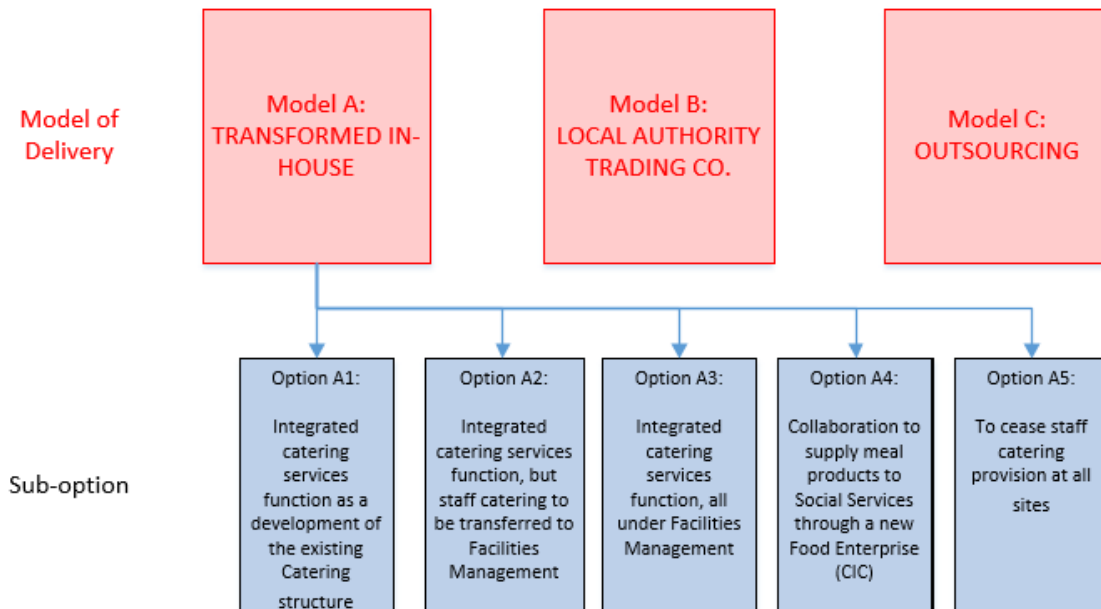 Model of
Delivery
Model A:
TRANSFORMED IN-
HOUSE
Model B:
LOCAL AUTHORITY
TRADING CO.
Model C:
OUTSOURCING
Sub-option
Option A1:
Integrated
catering
services
function as a
development of
the existing
Catering
structure
Option A2:
Integrated
catering services
function, but
staff catering to
be transferred to
Facilities
Management
Option A3:
Integrated
catering
services
function, all
under Facilities
Management
Option A4:
Collaboration to
supply meal
products to
Social Services
through a new
Food Enterprise
(CIC)
Option A5:
To cease staff
catering
provision at all
sites